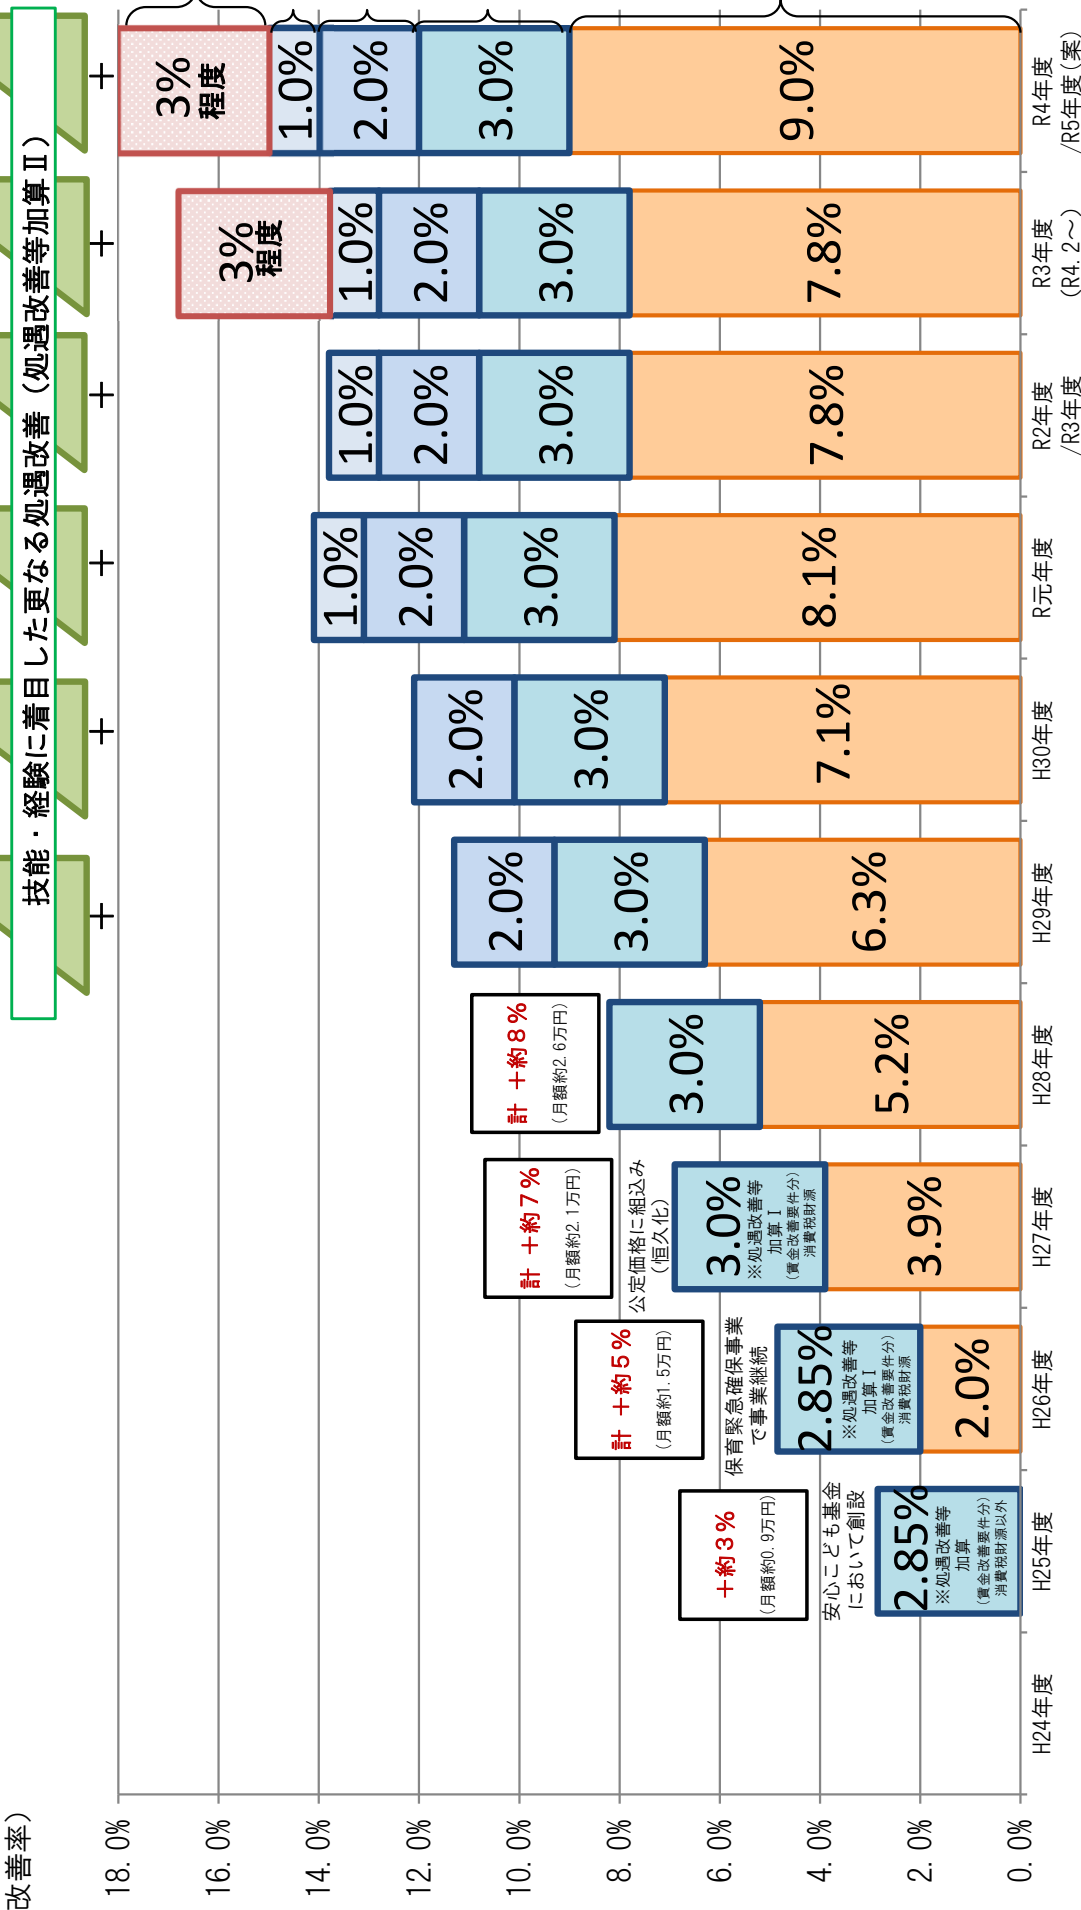 改善率）
技能・経験に着目した更なる処遇改善（処遇改善等加算Ⅱ）
＋
＋
＋
＋
＋
＋
18.0%
16.0%
14.0%
12.0%
10.0%
8.0%
6.0%
4.0%
2.0%
0.0%
H24年度
＋約３％
（月額約0.9万円）
安心こども基金
において創設
2.85%
※処遇改善等
加算
（賃金改善要件分）
消費税財源以外
H25年度
計 ＋約５％
（月額約1.5万円）
保育緊急確保事業
で事業継続
2.85%
※処遇改善等
加算Ⅰ
（賃金改善要件分）
消費税財源
2.0%
H26年度
計 ＋約７％
（月額約2.1万円）
公定価格に組込み
（恒久化）
3.0%
※処遇改善等
加算Ⅰ
（賃金改善要件分）
消費税財源
3.9%
H27年度
計 ＋約８％
（月額約2.6万円）
3.0%
5.2%
H28年度
2.0%
3.0%
6.3%
H29年度
2.0%
3.0%
7.1%
H30年度
1.0%
2.0%
3.0%
8.1%
R元年度
1.0%
2.0%
3.0%
7.8%
R2年度
/R3年度
3%
程度
1.0%
2.0%
3.0%
7.8%
R3年度
（R4.2～）
3%
程度
1.0%
2.0%
3.0%
9.0%
R4年度
/R5年度（案）